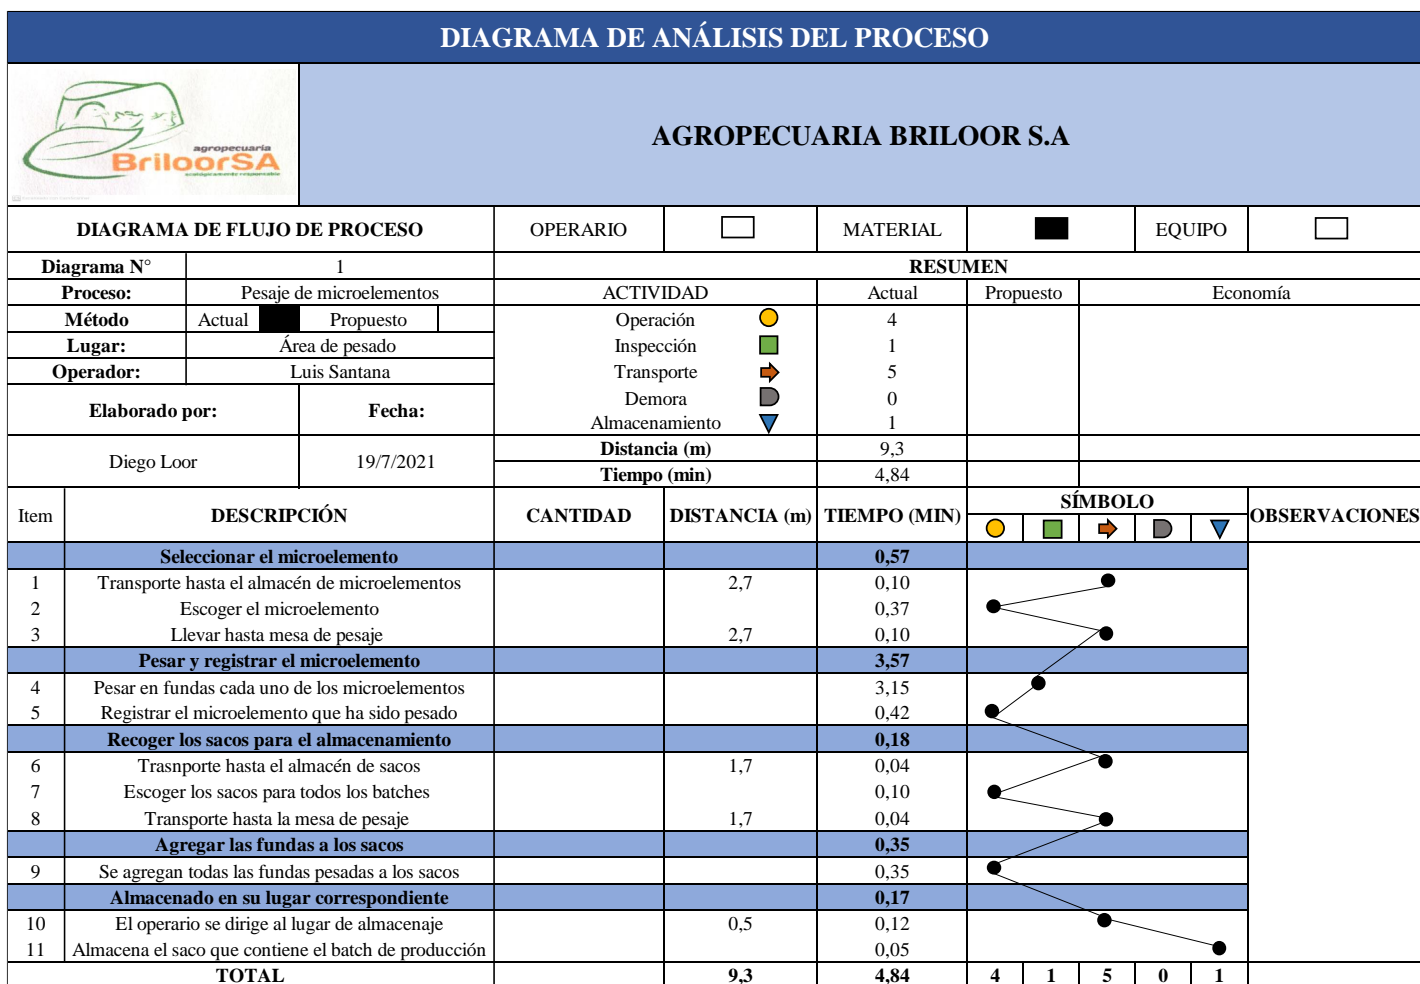 DIAGRAMA DE ANÁLISIS DEL PROCESO
agropecuaria
BriloorSA
AGROPECUARIA BRILOOR S.A
DIAGRAMA DE FLUJO DE PROCESO OPERARIO MATERIAL EQUIPO
Diagrama N° 1 RESUMEN
Proceso: Pesaje de microelementos ACTIVIDAD Actual Propuesto Economía
Método Actual Propuesto Operación 4
Lugar: Área de pesado Inspección 1
Operador: Luis Santana Transporte 5
Elaborado por: Fecha: Demora 0
Almacenamiento 1
Diego Loor 19/7/2021 Distancia (m) 9,3
Tiempo (min) 4,84
Item DESCRIPCIÓN CANTIDAD DISTANCIA (m) TIEMPO (MIN) SÍMBOLO OBSERVACIONES
Seleccionar el microelemento 0,57
1 Transporte hasta el almacén de microelementos 2,7 0,10
2 Escoger el microelemento 0,37
3 Llevar hasta mesa de pesaje 2,7 0,10
Pesar y registrar el microelemento 3,57
4 Pesar en fundas cada uno de los microelementos 3,15
5 Registrar el microelemento que ha sido pesado 0,42
Recoger los sacos para el almacenamiento 0,18
6 Trasnporte hasta el almacén de sacos 1,7 0,04
7 Escoger los sacos para todos los batches 0,10
8 Transporte hasta la mesa de pesaje 1,7 0,04
Agregar las fundas a los sacos 0,35
9 Se agregan todas las fundas pesadas a los sacos 0,35
Almacenado en su lugar correspondiente 0,17
10 El operario se dirige al lugar de almacenaje 0,5 0,12
11 Almacena el saco que contiene el batch de producción 0,05
TOTAL 9,3 4,84 4 1 5 0 1